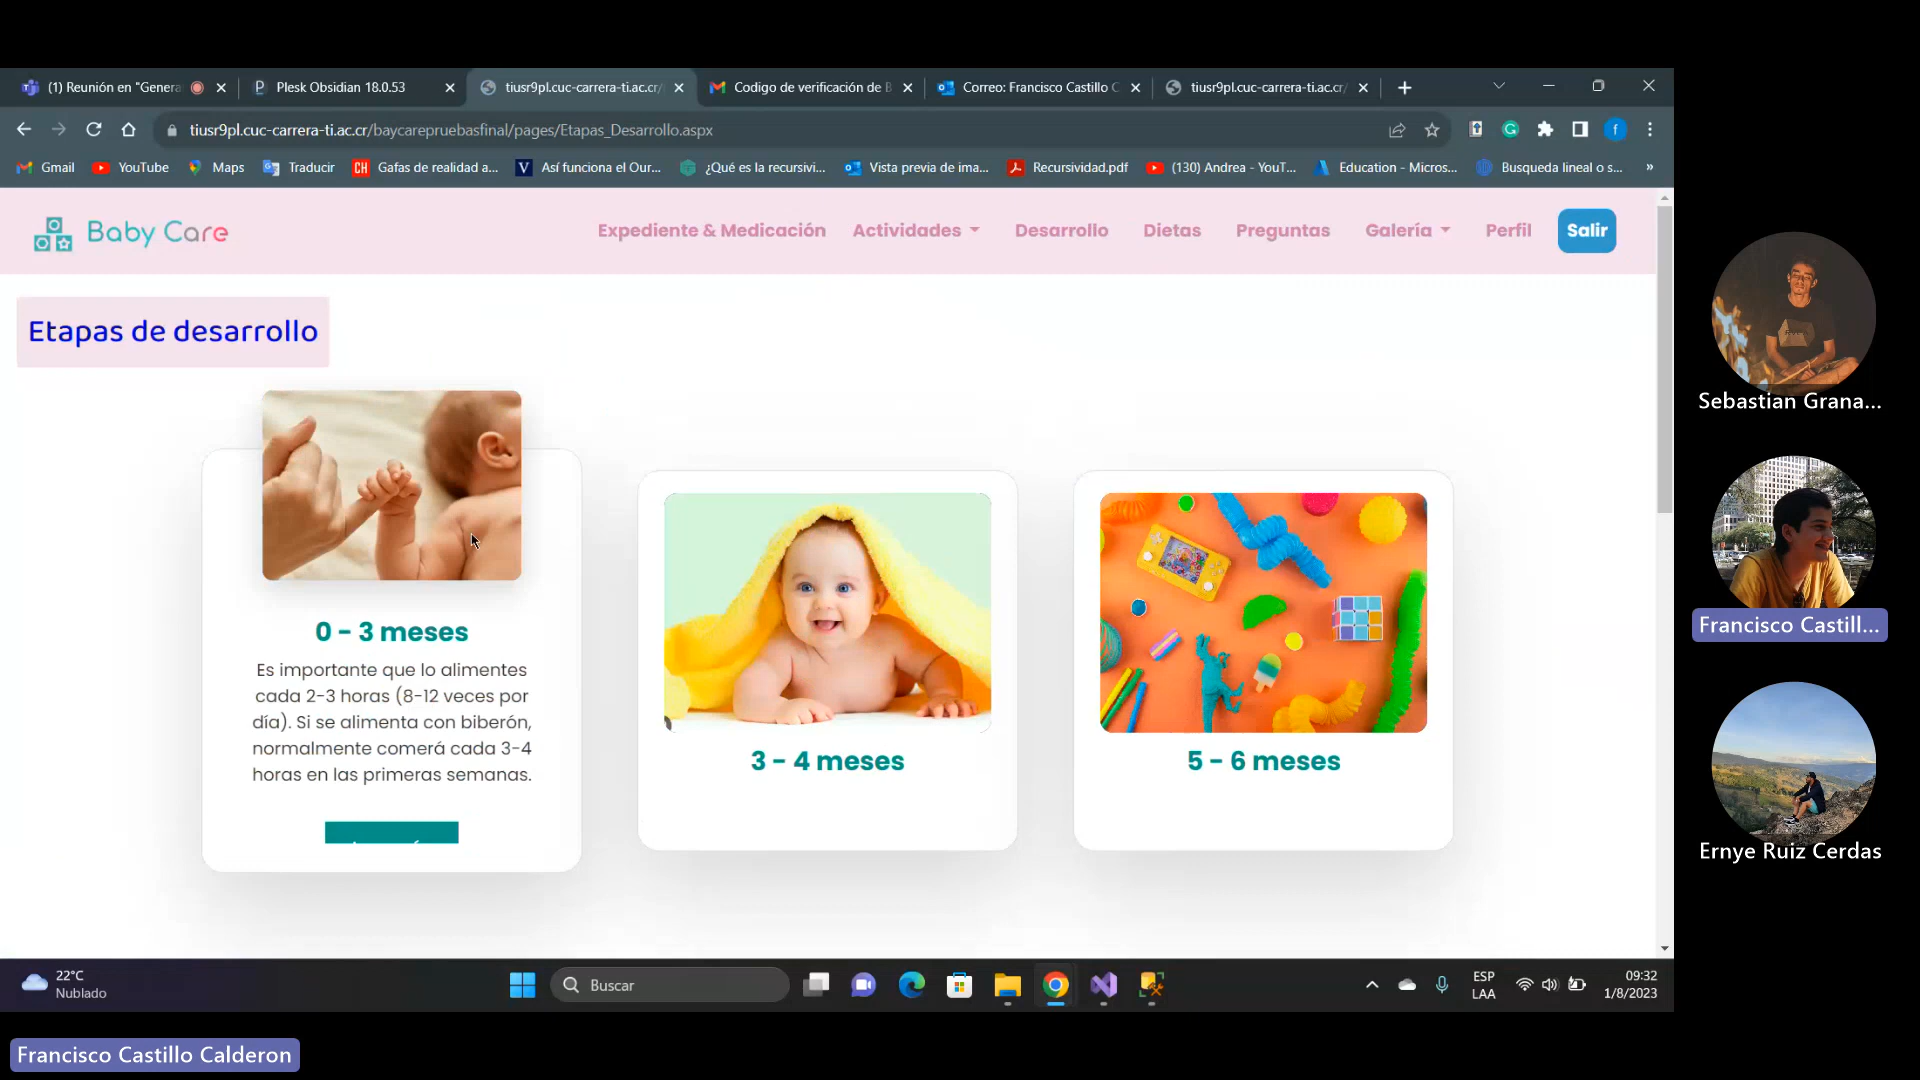 (1) Reunión en "Genera
Plesk Obsidian 18.0.53
tiusr9pl.cuc-carrera-ti.ac.cr/
Codigo de verificación de B
Correo: Francisco Castillo C
tiusr9pl.cuc-carrera-ti.ac.cr/
tiusr9pl.cuc-carrera-ti.ac.cr/baycarepruebasfinal/pages/Etapas_Desarrollo.aspx
Gmail
YouTube
Maps
Traducir
CH
Gafas de realidad a...
V
Así funciona el Our...
¿Qué es la recursivi...
Vista previa de ima...
Recursividad.pdf
(130) Andrea - YouT...
Education - Micros...
Busqueda lineal o s...
»
Baby Care
Expediente & Medicación
Actividades
Desarrollo
Dietas
Preguntas
Galería
Perfil
Salir
Etapas de desarrollo
0 - 3 meses
Es importante que lo alimentes
cada 2-3 horas (8-12 veces por
día). Si se alimenta con biberón,
normalmente comerá cada 3-4
horas en las primeras semanas.
3 - 4 meses
5 - 6 meses
Sebastian Grana...
Francisco Castill...
Ernye Ruiz Cerdas
22°C
Nublado
Buscar
ESP
LAA
09:32
1/8/2023
Francisco Castillo Calderon